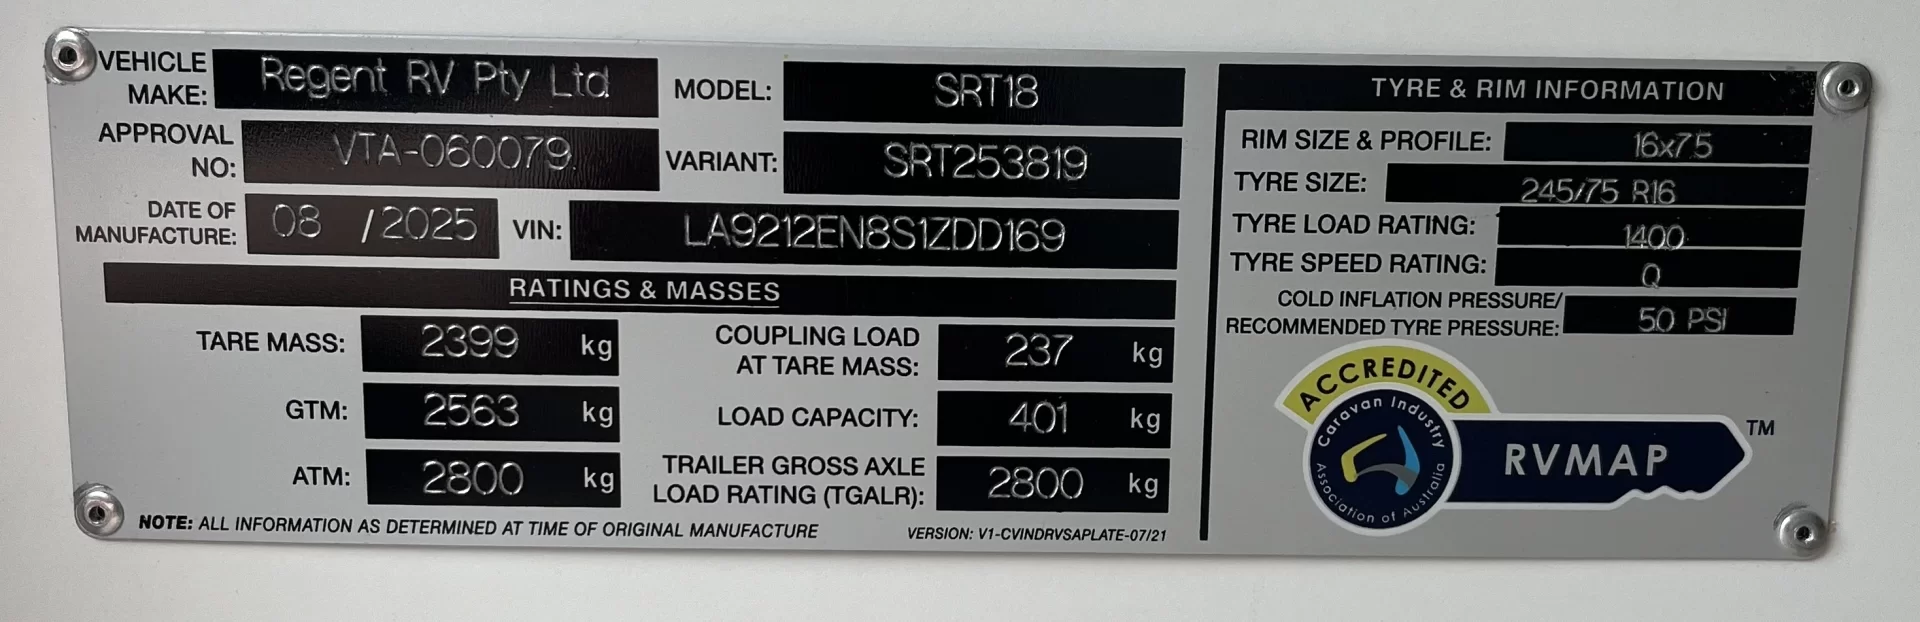 VEHICLE MAKE: Regent RV Pty Ltd MODEL: SRT18
APPROVAL NO: VTA-060079 VARIANT: SRT253819
DATE OF MANUFACTURE: 08 /2025 VIN: LA9212EN8S1ZDD169
RATINGS & MASSES
TARE MASS: 2399 kg COUPLING LOAD AT TARE MASS: 237 kg
GTM: 2563 kg LOAD CAPACITY: 401 kg
ATM: 2800 kg TRAILER GROSS AXLE LOAD RATING (TGALR): 2800 kg
NOTE: ALL INFORMATION AS DETERMINED AT TIME OF ORIGINAL MANUFACTURE VERSION: V1-CVINDRVSAPLATE-07/21
TYRE & RIM INFORMATION
RIM SIZE & PROFILE: 16x7.5
TYRE SIZE: 245/75 R16
TYRE LOAD RATING: 1400
TYRE SPEED RATING: Q
COLD INFLATION PRESSURE/
RECOMMENDED TYRE PRESSURE: 50 PSI
ACCREDITED
Caravan Industry
Association of Australia
RVMAP TM